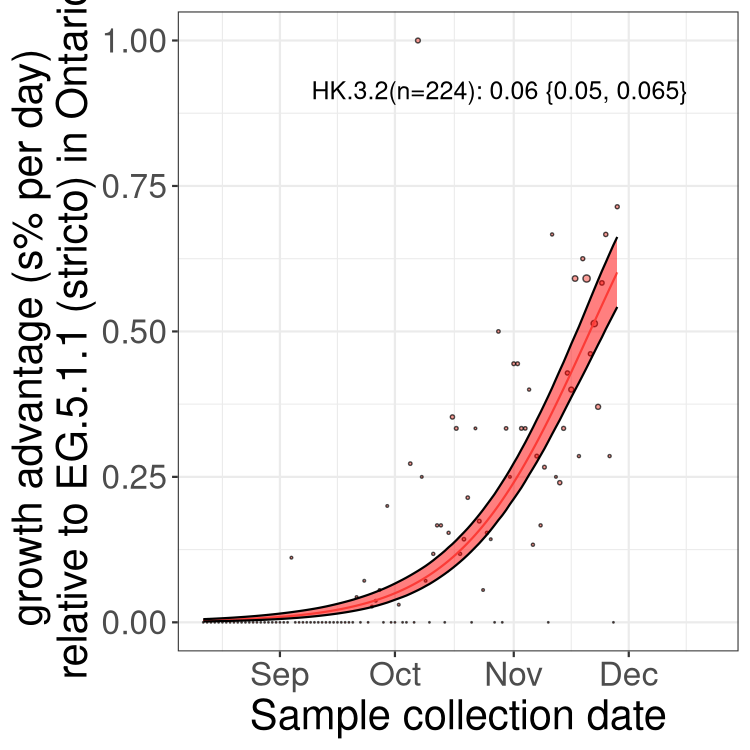 growth advantage (s% per day)
relative to EG.5.1.1 (stricto) in Ontario
1.00
0.75
0.50
0.25
0.00
HK.3.2(n=224): 0.06 {0.05, 0.065}
Sep Oct Nov Dec
Sample collection date